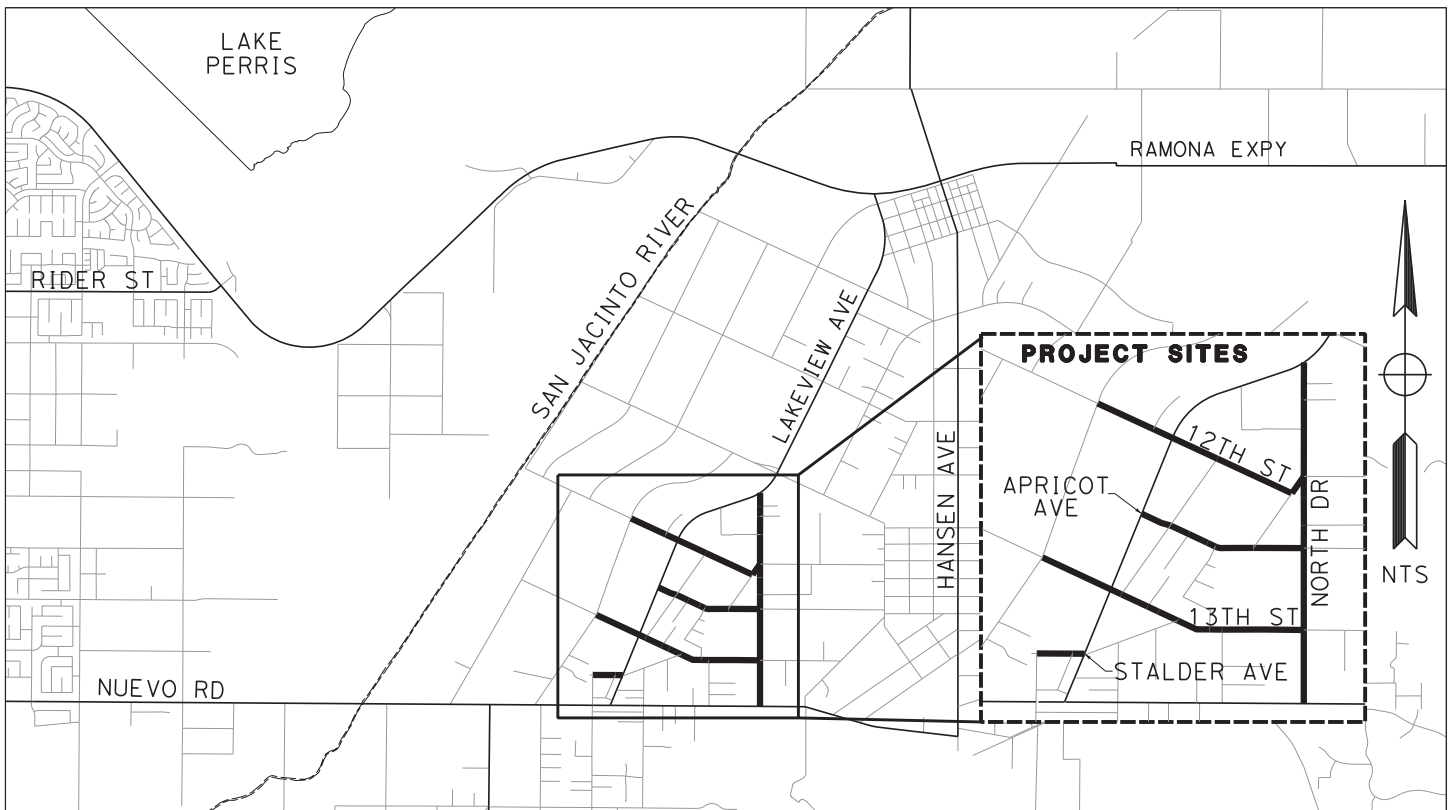 LAKE
PERRIS
RAMONA EXPY
RIDER ST
SAN JACINTO RIVER
LAKEVIEW AVE
PROJECT SITES
12TH ST
HANSEN AVE
APRICOT
AVE
NORTH DR
NTS
13TH ST
STALDER AVE
NUEVO RD